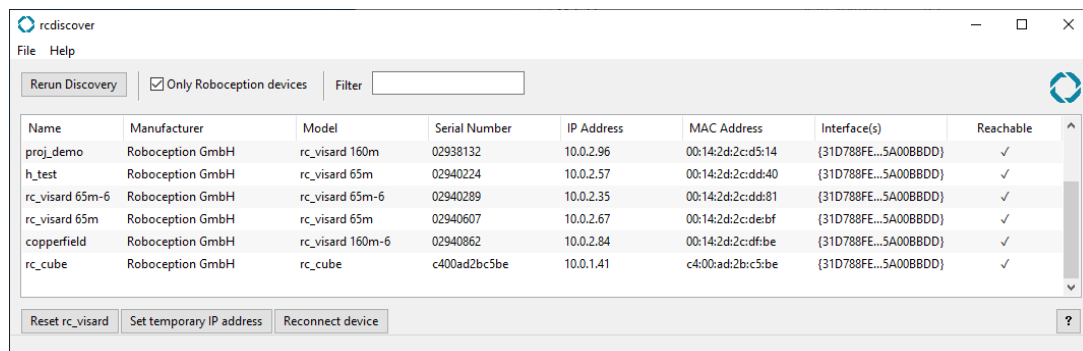 rcdiscover
File Help
Rerun Discovery Only Roboception devices Filter
Name Manufacturer Model Serial Number IP Address MAC Address Interface(s) Reachable
proj_demo Roboception GmbH rc_visard 160m 02938132 10.0.2.96 00:14:2d:2c:d5:14 {31D788FE...5A00BBDD} ✓
h_test Roboception GmbH rc_visard 65m 02940224 10.0.2.57 00:14:2d:2c:dd:40 {31D788FE...5A00BBDD} ✓
rc_visard 65m-6 Roboception GmbH rc_visard 65m-6 02940289 10.0.2.35 00:14:2d:2c:dd:81 {31D788FE...5A00BBDD} ✓
rc_visard 65m Roboception GmbH rc_visard 65m 02940607 10.0.2.67 00:14:2d:2c:de:bf {31D788FE...5A00BBDD} ✓
copperfield Roboception GmbH rc_visard 160m-6 02940862 10.0.2.84 00:14:2d:2c:df:be {31D788FE...5A00BBDD} ✓
rc_cube Roboception GmbH rc_cube c400ad2bc5be 10.0.1.41 c4:00:ad:2b:c5:be {31D788FE...5A00BBDD} ✓
Reset rc_visard Set temporary IP address Reconnect device ?